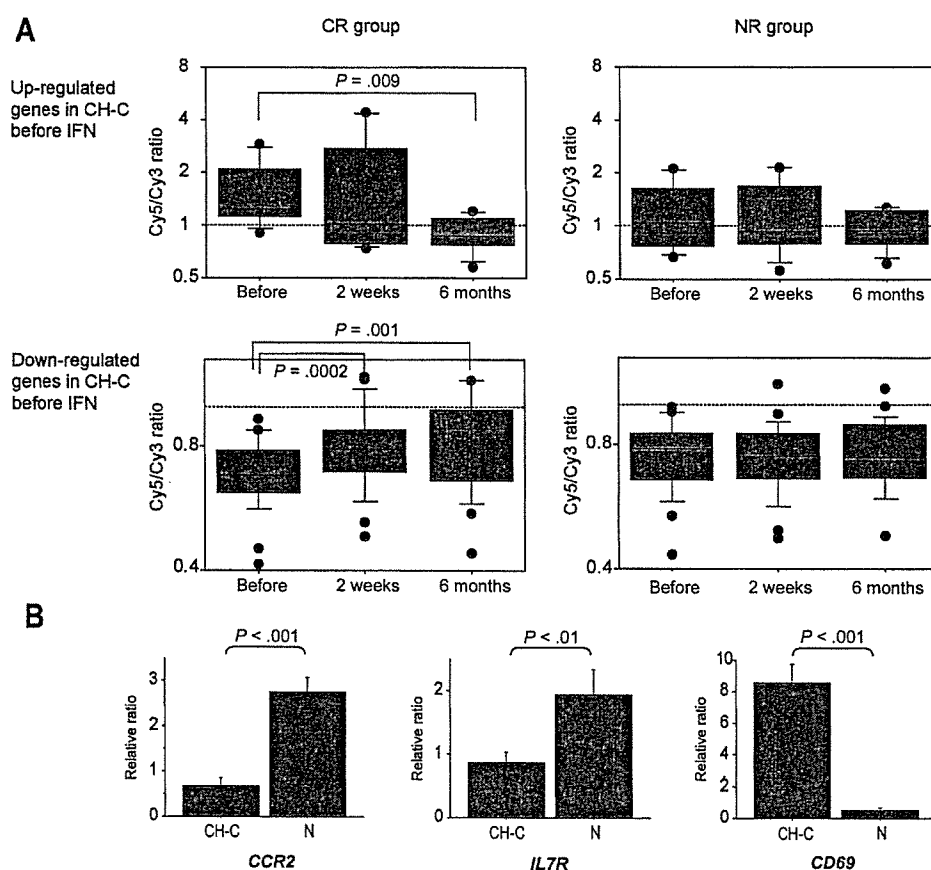 A
CR group
NR group
Up-regulated
genes in CH-C
before IFN
Cy5/Cy3 ratio
8
4
2
1
0.5
P = .009
Before
2 weeks
6 months
Cy5/Cy3 ratio
8
4
2
1
0.5
Before
2 weeks
6 months
Down-regulated
genes in CH-C
before IFN
Cy5/Cy3 ratio
0.8
0.4
P = .001
P = .0002
Before
2 weeks
6 months
Cy5/Cy3 ratio
0.8
0.4
Before
2 weeks
6 months
B
Relative ratio
3
2
1
0
P < .001
CH-C
N
CCR2
Relative ratio
2
1
0
P < .01
CH-C
N
IL7R
Relative ratio
10
8
6
4
2
0
P < .001
CH-C
N
CD69